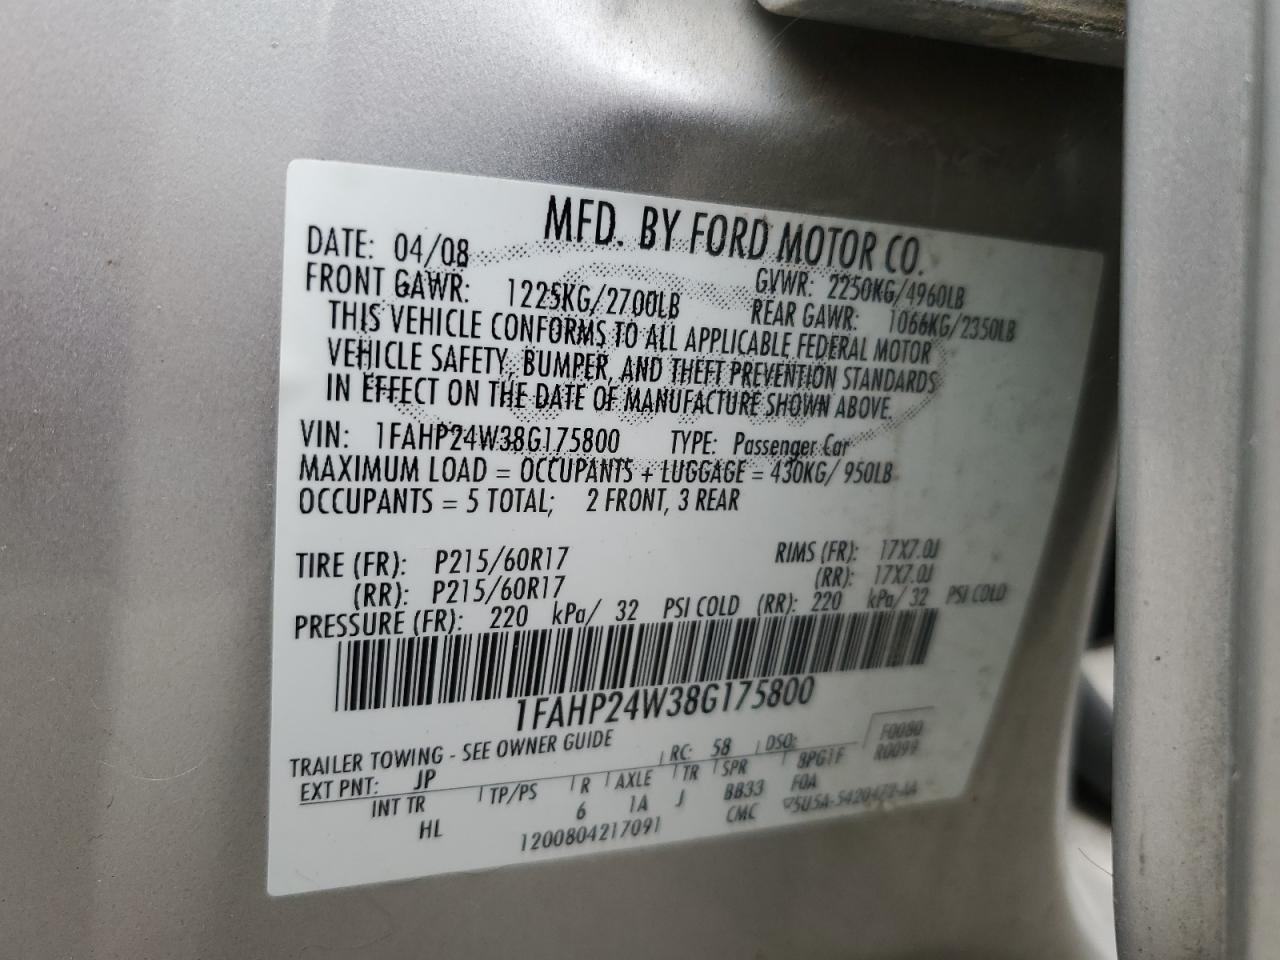 MFD. BY FORD MOTOR CO.
DATE: 04/08 GVWR: 2250KG/4960LB
FRONT GAWR: 1225KG/2700LB REAR GAWR: 1066KG/2350LB
THIS VEHICLE CONFORMS TO ALL APPLICABLE FEDERAL MOTOR
VEHICLE SAFETY, BUMPER, AND THEFT PREVENTION STANDARDS
IN EFFECT ON THE DATE OF MANUFACTURE SHOWN ABOVE.
VIN: 1FAHP24W38G175800 TYPE: Passenger Car
MAXIMUM LOAD = OCCUPANTS + LUGGAGE = 430KG/ 950LB
OCCUPANTS = 5 TOTAL; 2 FRONT, 3 REAR
TIRE (FR): P215/60R17 RIMS (FR): 17X7.0J
(RR): P215/60R17 (RR): 17X7.0J
PRESSURE (FR): 220 kPa/ 32 PSI COLD (RR): 220 kPa/ 32 PSI COLD
1FAHP24W38G175800
TRAILER TOWING - SEE OWNER GUIDE F0080
EXT PNT: JP RC: 58 DSO: R0099
INT TR TP/PS R AXLE TR SPR BPG1F
HL 6 1A J BB33 FOA
1200804217091 CMC